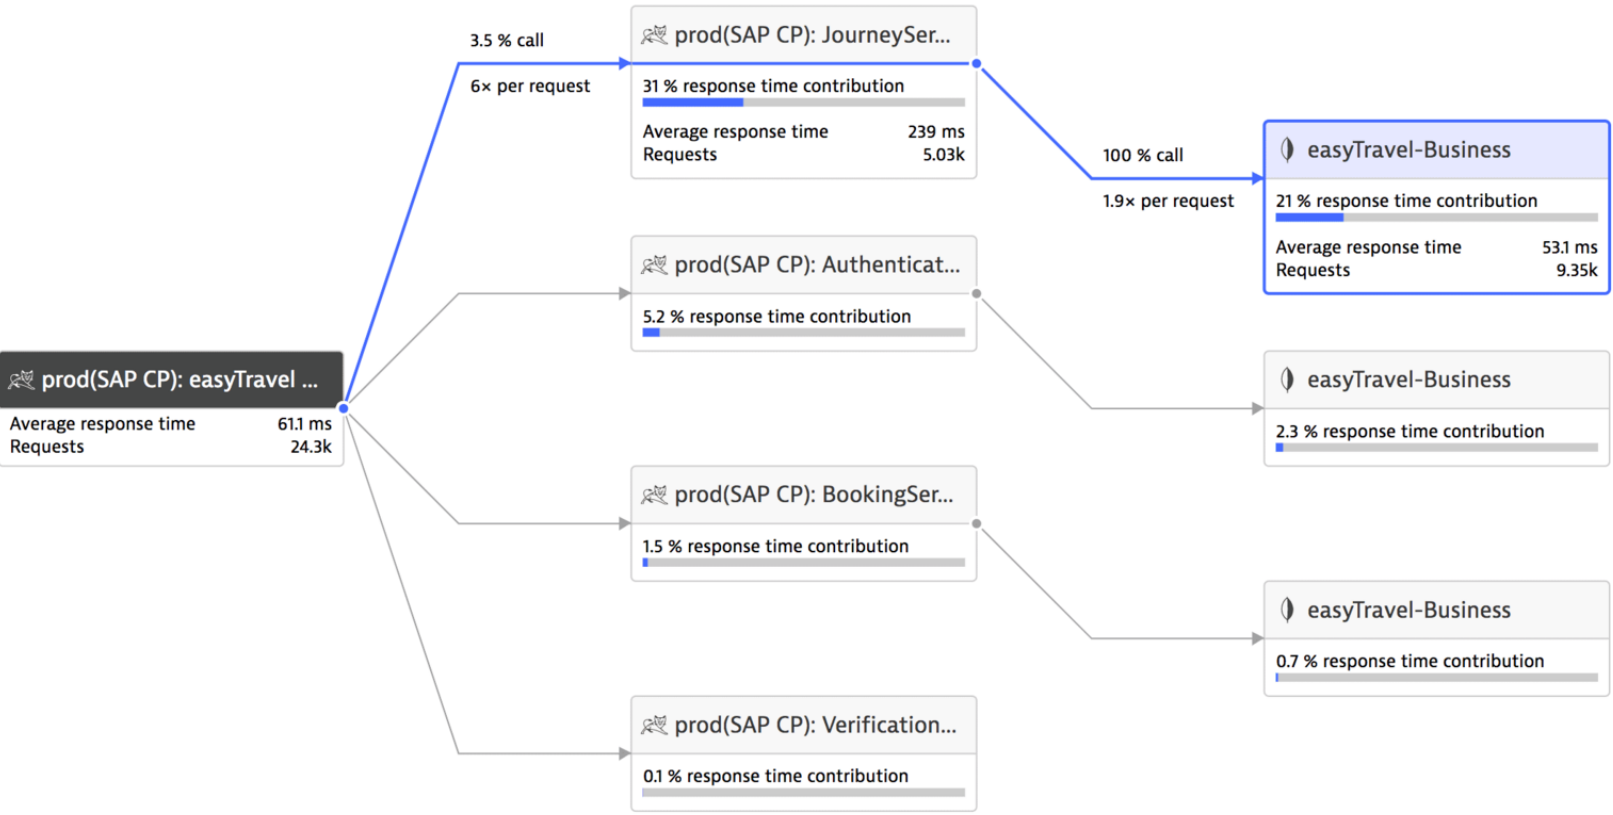 3.5 % call
6× per request
prod(SAP CP): JourneySer...
31 % response time contribution
Average response time 239 ms
Requests 5.03k
100 % call
1.9× per request
easyTravel-Business
21 % response time contribution
Average response time 53.1 ms
Requests 9.35k
prod(SAP CP): Authenticat...
5.2 % response time contribution
prod(SAP CP): easyTravel ...
Average response time 61.1 ms
Requests 24.3k
easyTravel-Business
2.3 % response time contribution
prod(SAP CP): BookingSer...
1.5 % response time contribution
easyTravel-Business
0.7 % response time contribution
prod(SAP CP): Verification...
0.1 % response time contribution